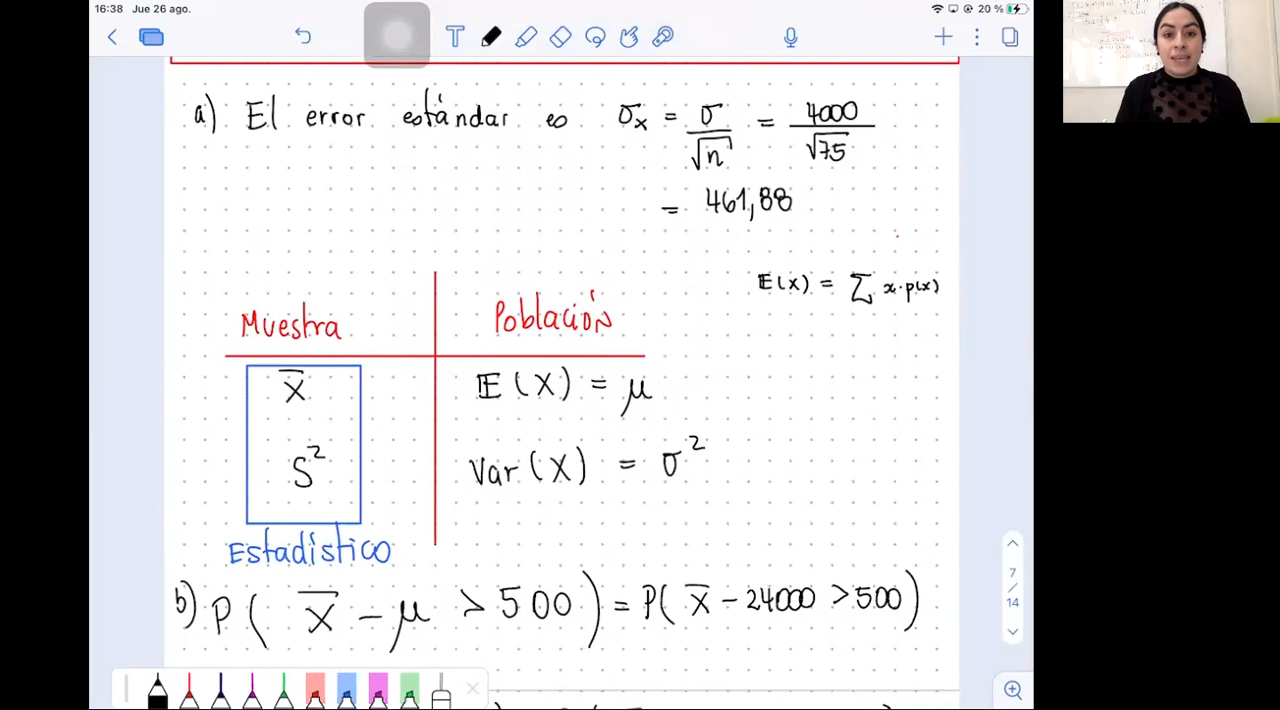 16:38 Jue 26 ago.
20 %
a) El error estándar es σx = σ/√n = 4000/√75
= 461,88
E(X) = Σ x·p(x)
Muestra Población
x̄ E(X) = μ
S² Var(X) = σ²
Estadístico
b) P( x̄ − μ > 500) = P( x̄ − 24000 > 500)
7
/
14